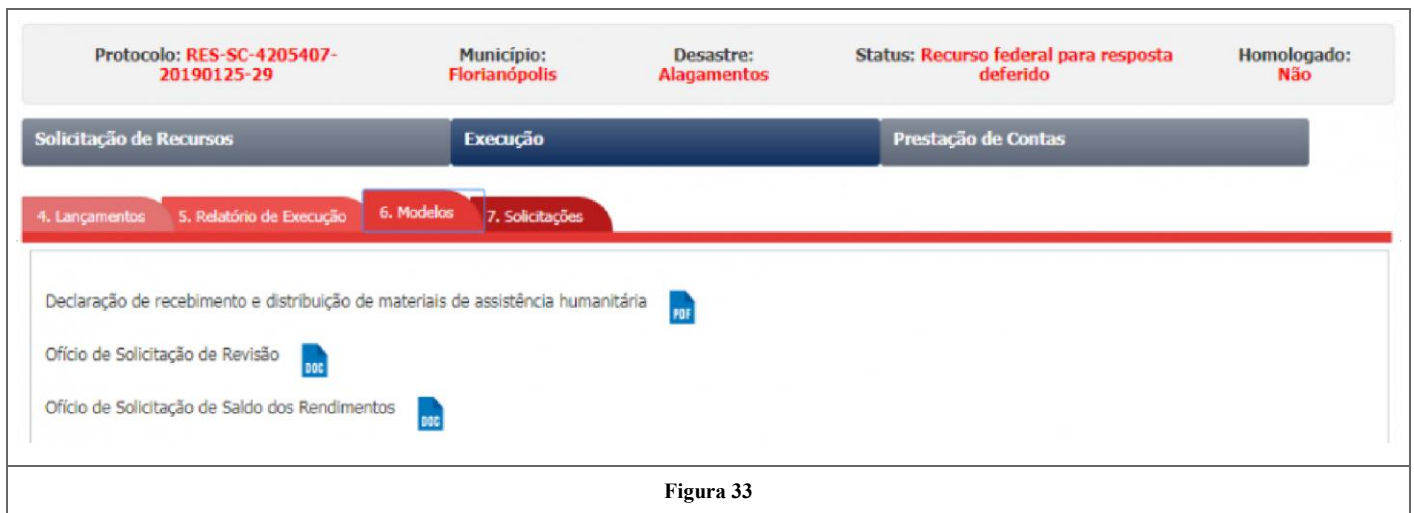 Protocolo: RES-SC-4205407-
20190125-29
Município:
Florianópolis
Desastre:
Alagamentos
Status: Recurso federal para resposta
deferido
Homologado:
Não
Solicitação de Recursos
Execução
Prestação de Contas
4. Lançamentos
5. Relatório de Execução
6. Modelos
7. Solicitações
Declaração de recebimento e distribuição de materiais de assistência humanitária PDF
Ofício de Solicitação de Revisão DOC
Ofício de Solicitação de Saldo dos Rendimentos DOC
Figura 33